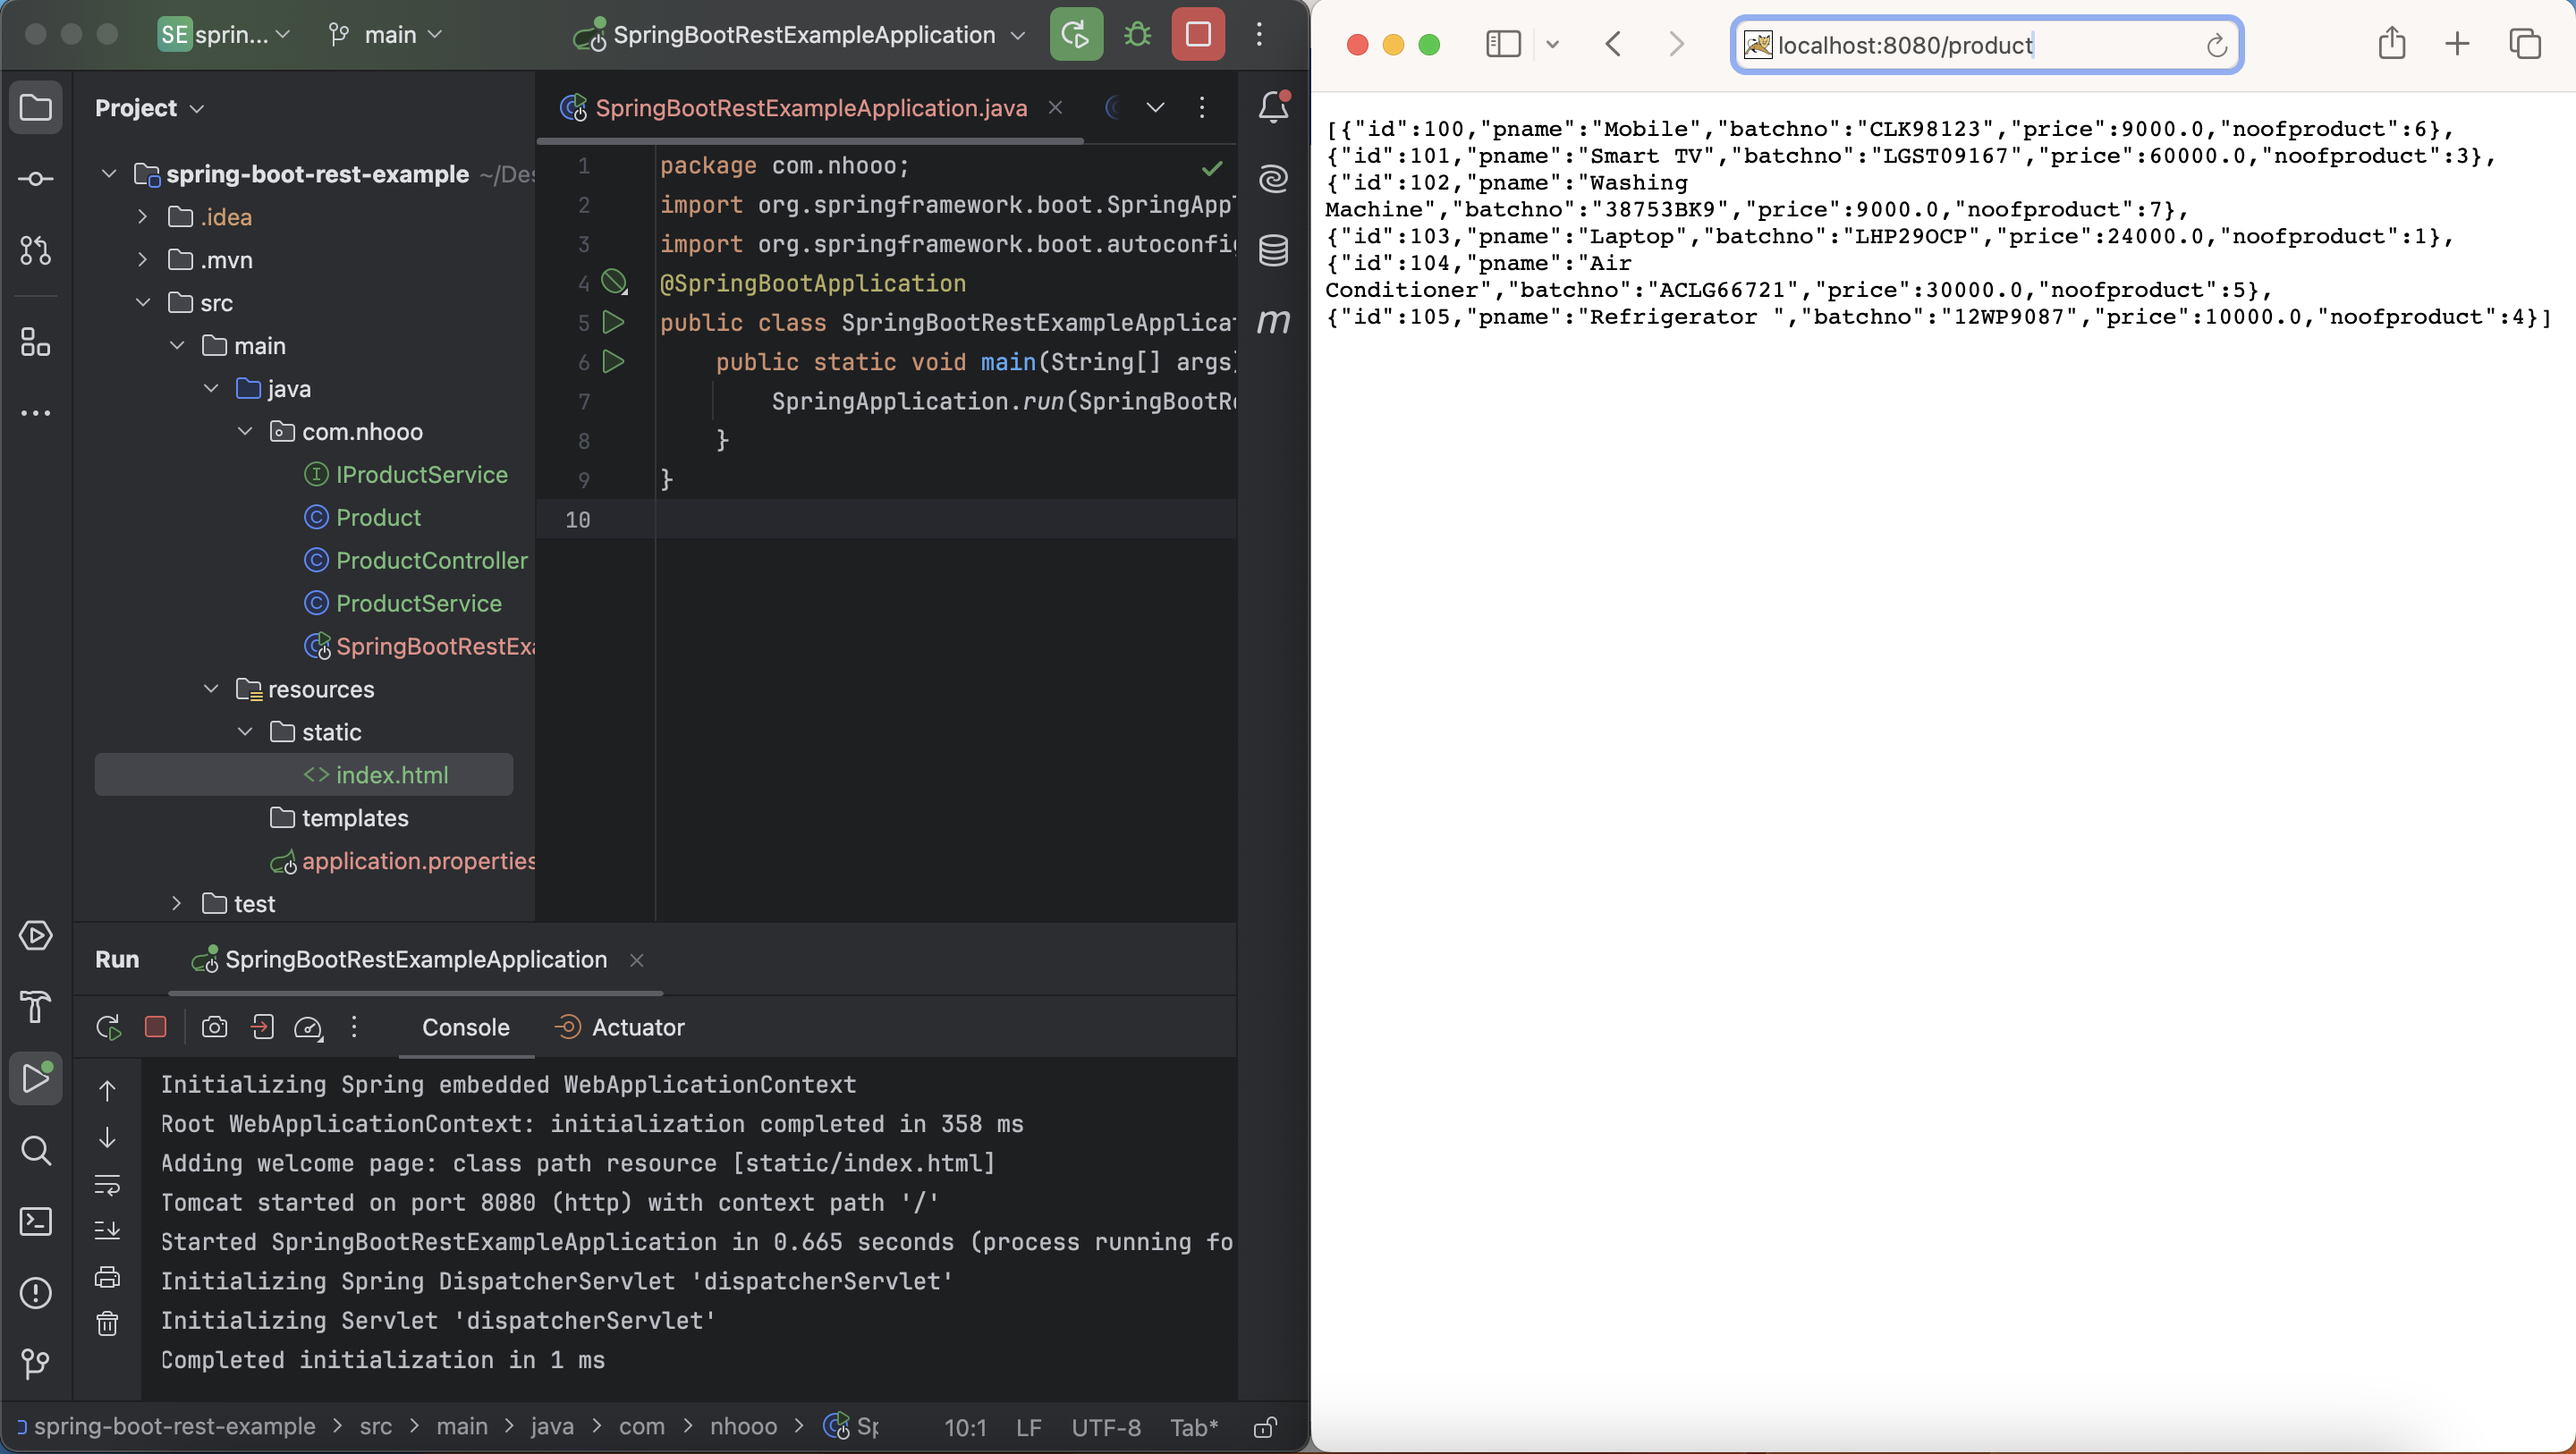 SE sprin...
main
SpringBootRestExampleApplication
Project
spring-boot-rest-example ~/Des
.idea
.mvn
src
main
java
com.nhooo
IProductService
Product
ProductController
ProductService
SpringBootRestExa
resources
static
index.html
templates
application.properties
test
SpringBootRestExampleApplication.java
1 package com.nhooo;
2 import org.springframework.boot.SpringApp
3 import org.springframework.boot.autoconfig
4 @SpringBootApplication
5 public class SpringBootRestExampleApplicat
6 public static void main(String[] args)
7 SpringApplication.run(SpringBootRe
8 }
9 }
10
m
Run
SpringBootRestExampleApplication
Console
Actuator
Initializing Spring embedded WebApplicationContext
Root WebApplicationContext: initialization completed in 358 ms
Adding welcome page: class path resource [static/index.html]
Tomcat started on port 8080 (http) with context path '/'
Started SpringBootRestExampleApplication in 0.665 seconds (process running fo
Initializing Spring DispatcherServlet 'dispatcherServlet'
Initializing Servlet 'dispatcherServlet'
Completed initialization in 1 ms
spring-boot-rest-example > src > main > java > com > nhooo > Sp
10:1 LF UTF-8 Tab*
localhost:8080/product
[{"id":100,"pname":"Mobile","batchno":"CLK98123","price":9000.0,"noofproduct":6},
{"id":101,"pname":"Smart TV","batchno":"LGST09167","price":60000.0,"noofproduct":3},
{"id":102,"pname":"Washing
Machine","batchno":"38753BK9","price":9000.0,"noofproduct":7},
{"id":103,"pname":"Laptop","batchno":"LHP29OCP","price":24000.0,"noofproduct":1},
{"id":104,"pname":"Air
Conditioner","batchno":"ACLG66721","price":30000.0,"noofproduct":5},
{"id":105,"pname":"Refrigerator ","batchno":"12WP9087","price":10000.0,"noofproduct":4}]